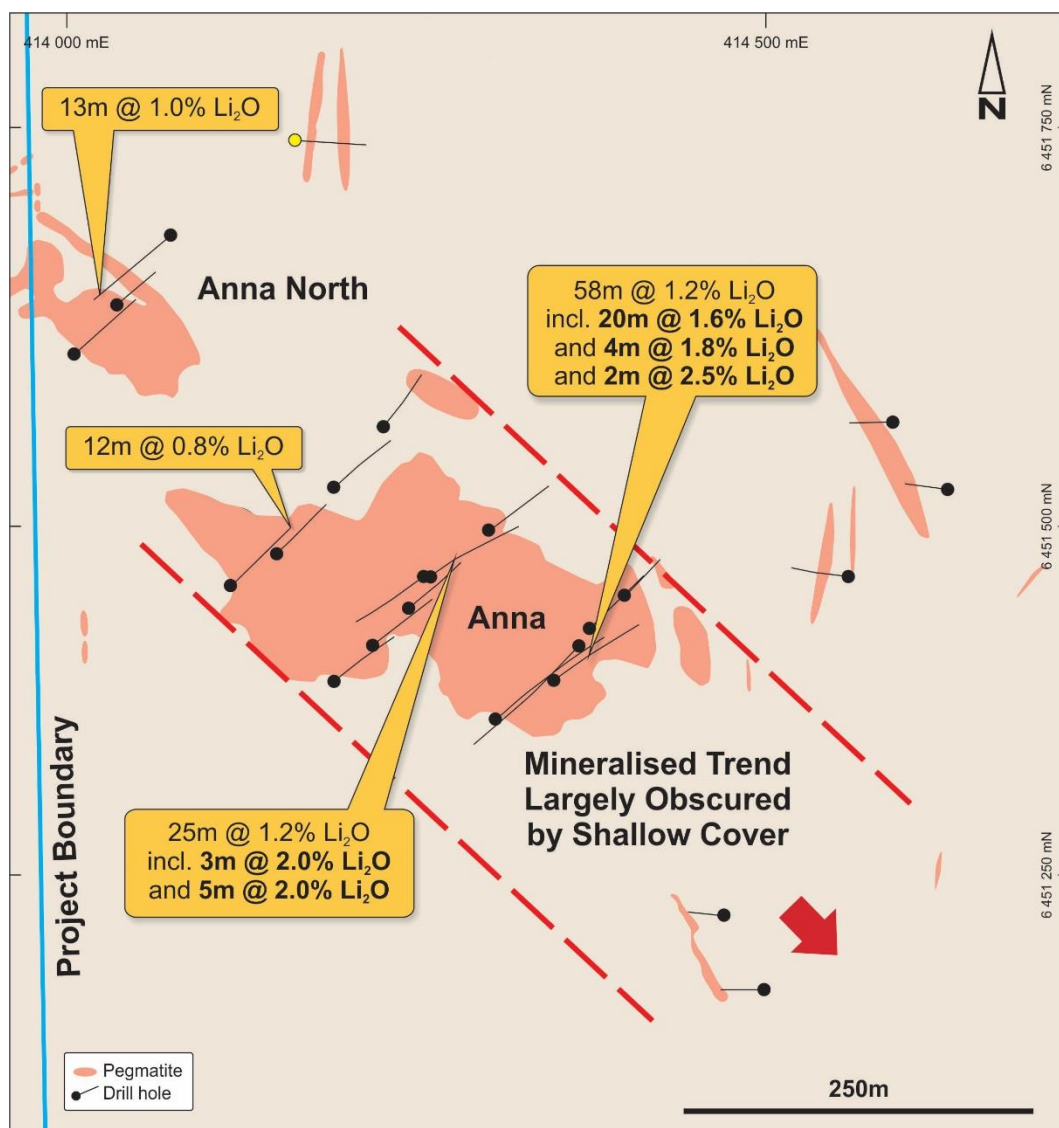 414 000 mE
414 500 mE
N
6 451 750 mN
13m @ 1.0% Li₂O
Anna North
58m @ 1.2% Li₂O
incl. 20m @ 1.6% Li₂O
and 4m @ 1.8% Li₂O
and 2m @ 2.5% Li₂O
12m @ 0.8% Li₂O
6 451 500 mN
Anna
Mineralised Trend
Largely Obscured
by Shallow Cover
25m @ 1.2% Li₂O
incl. 3m @ 2.0% Li₂O
and 5m @ 2.0% Li₂O
Project Boundary
6 451 250 mN
Pegmatite
Drill hole
250m